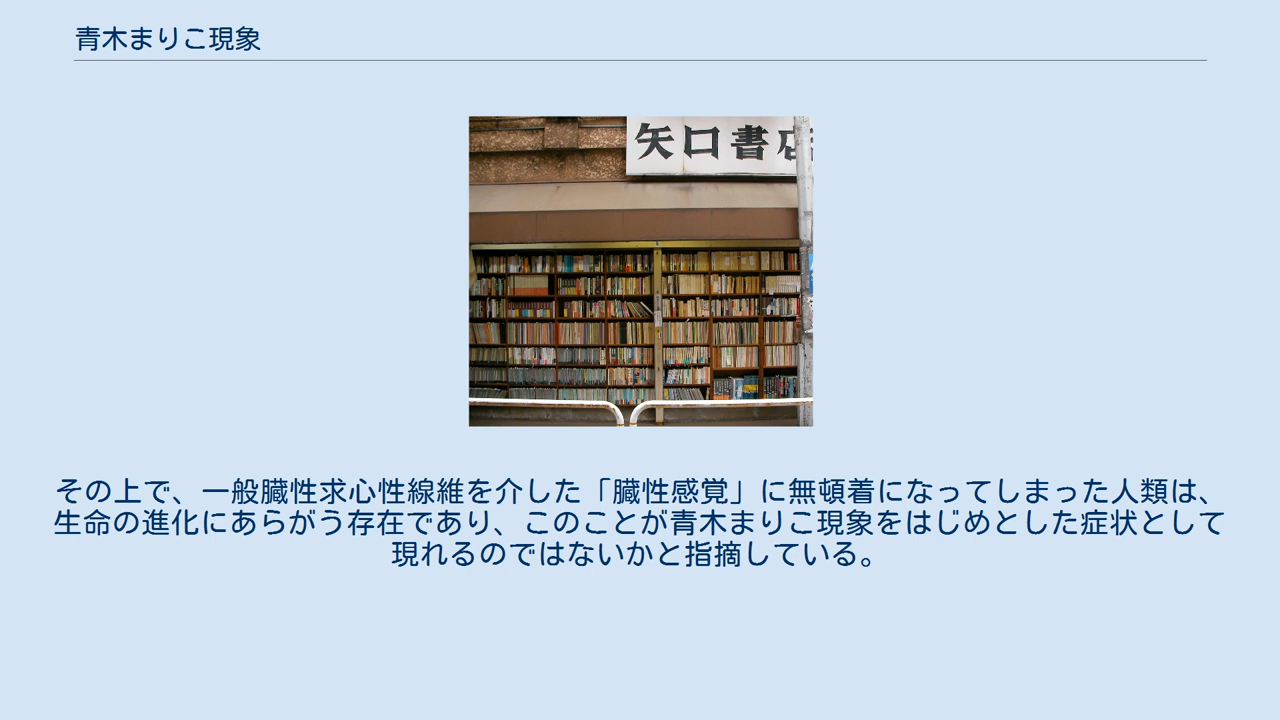 青木まりこ現象
矢口書店
その上で、一般臓性求心性線維を介した「臓性感覚」に無頓着になってしまった人類は、
生命の進化にあらがう存在であり、このことが青木まりこ現象をはじめとした症状として
現れるのではないかと指摘している。